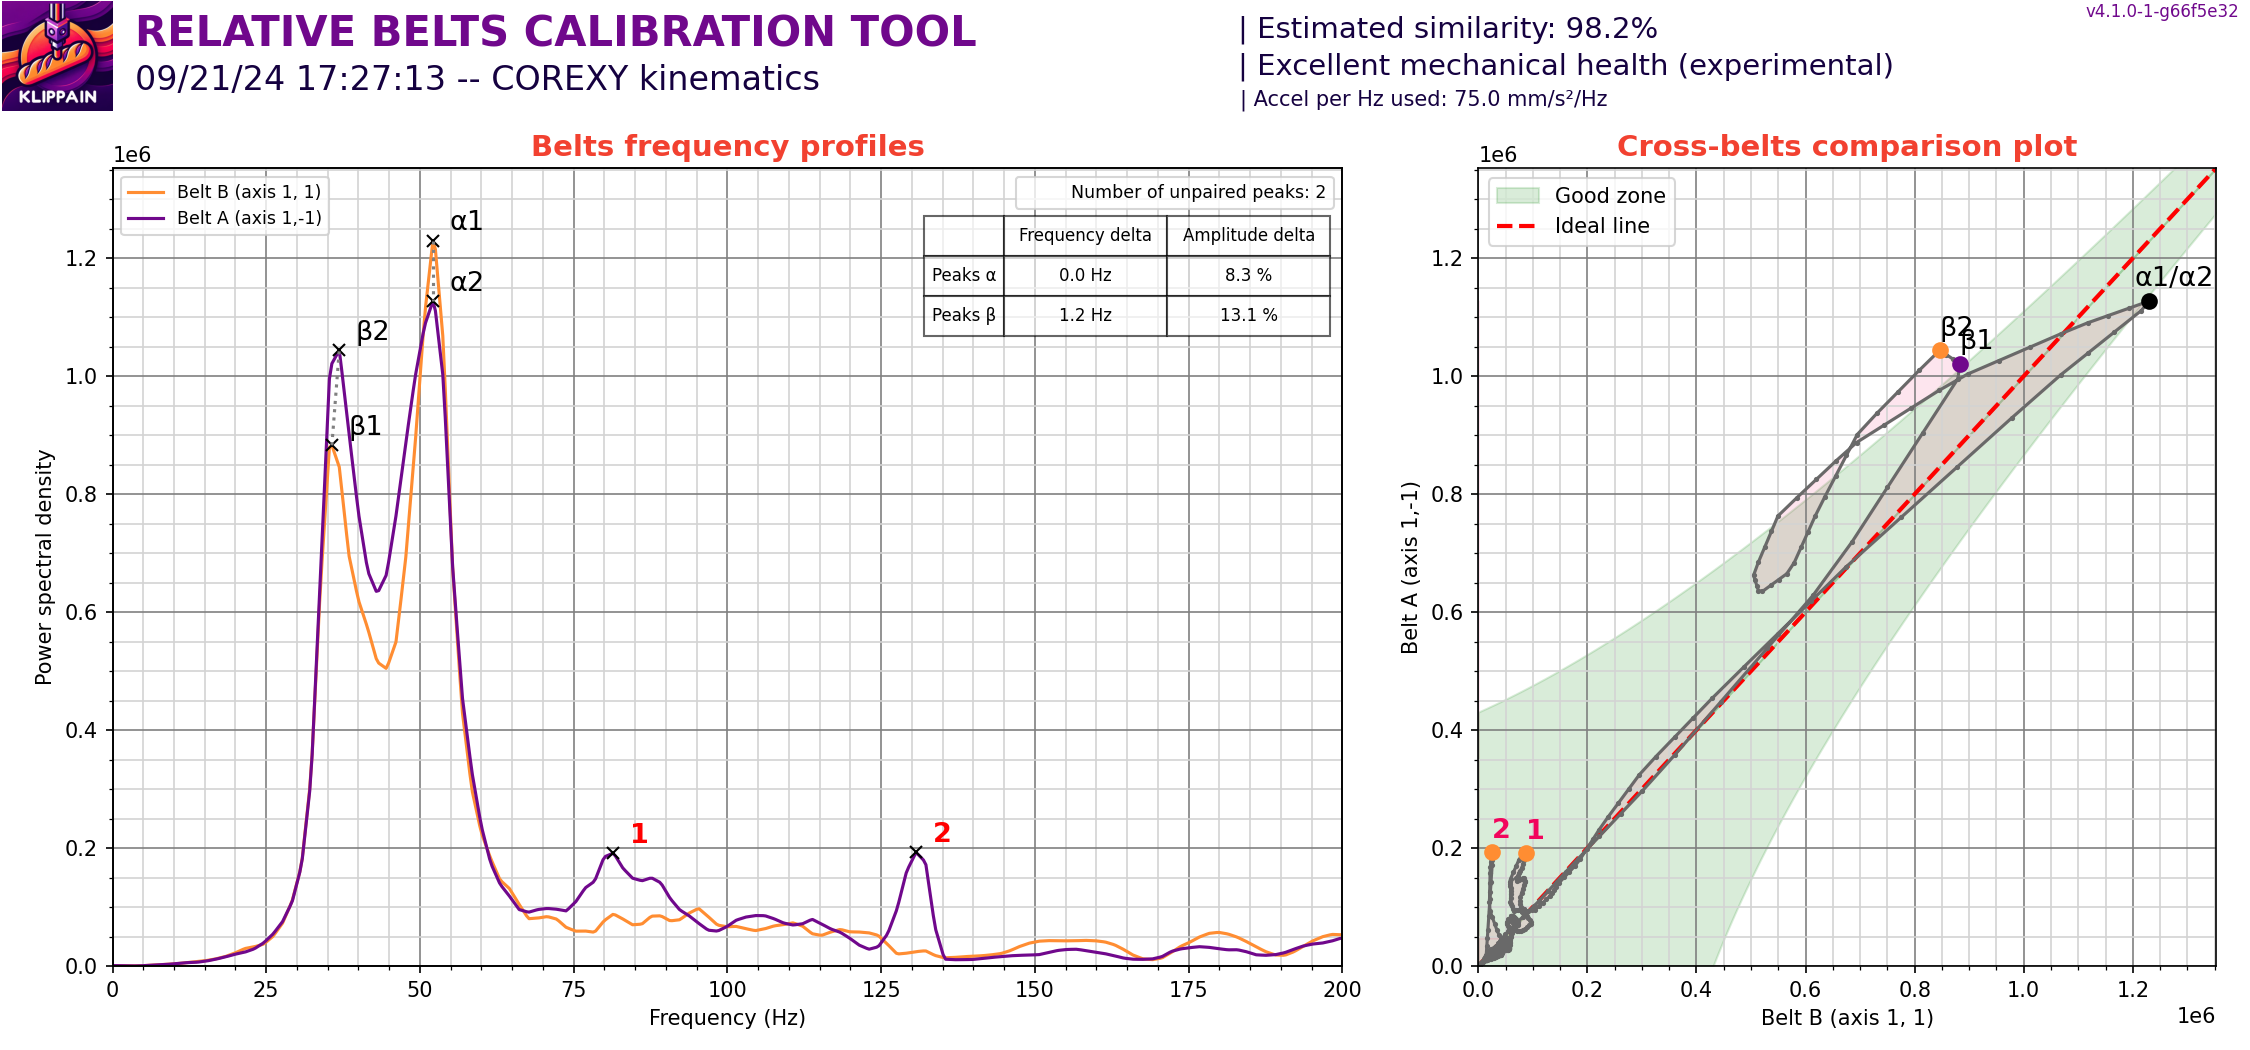 KLIPPAIN
RELATIVE BELTS CALIBRATION TOOL
09/21/24 17:27:13 -- COREXY kinematics
| Estimated similarity: 98.2%
| Excellent mechanical health (experimental)
| Accel per Hz used: 75.0 mm/s²/Hz
v4.1.0-1-g66f5e32
Belts frequency profiles
1e6
Belt B (axis 1, 1)
Belt A (axis 1,-1)
Number of unpaired peaks: 2
Frequency delta Amplitude delta
Peaks α 0.0 Hz 8.3 %
Peaks β 1.2 Hz 13.1 %
α1
α2
β2
β1
1
2
Power spectral density
1.2
1.0
0.8
0.6
0.4
0.2
0.0
0 25 50 75 100 125 150 175 200
Frequency (Hz)
Cross-belts comparison plot
1e6
Good zone
Ideal line
α1/α2
β2
β1
2 1
Belt A (axis 1,-1)
1.2
1.0
0.8
0.6
0.4
0.2
0.0
0.0 0.2 0.4 0.6 0.8 1.0 1.2
Belt B (axis 1, 1)
1e6